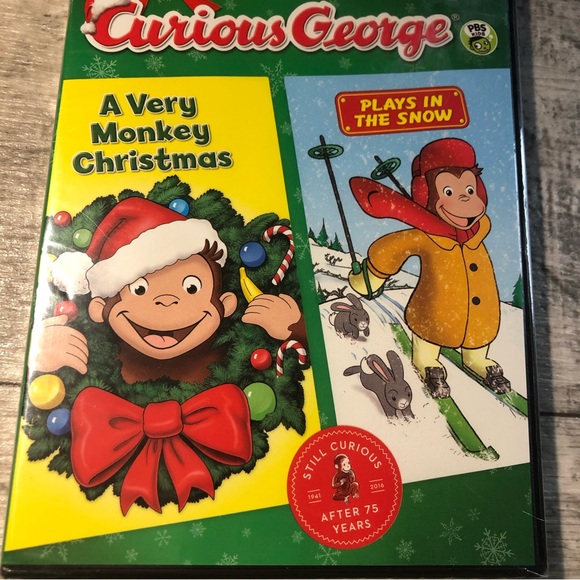 Curious George®
PBS
KIDS
A Very
Monkey
Christmas
PLAYS IN
THE SNOW
STILL CURIOUS
1941
2016
AFTER 75
YEARS